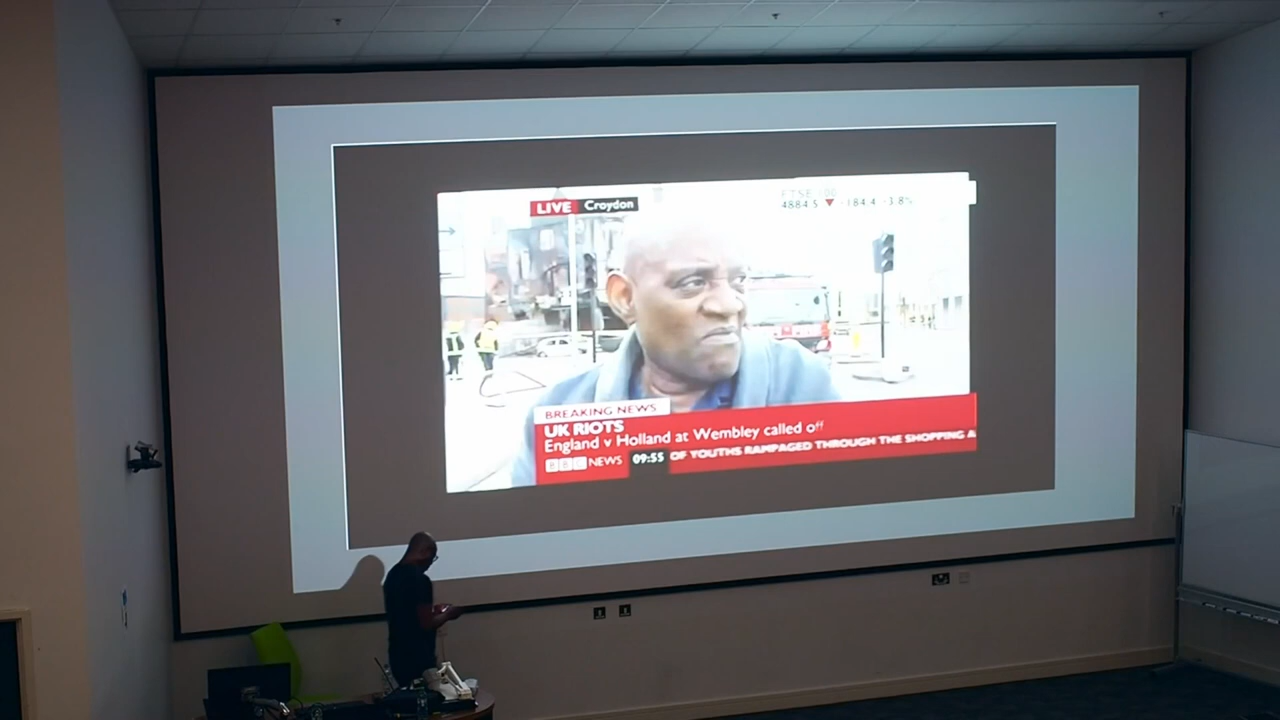 LIVE Croydon
FTSE 100
4884.5 ▼ -184.4 -3.8%
BREAKING NEWS
UK RIOTS
England v Holland at Wembley called off
BBC NEWS 09:55 OF YOUTHS RAMPAGED THROUGH THE SHOPPING A